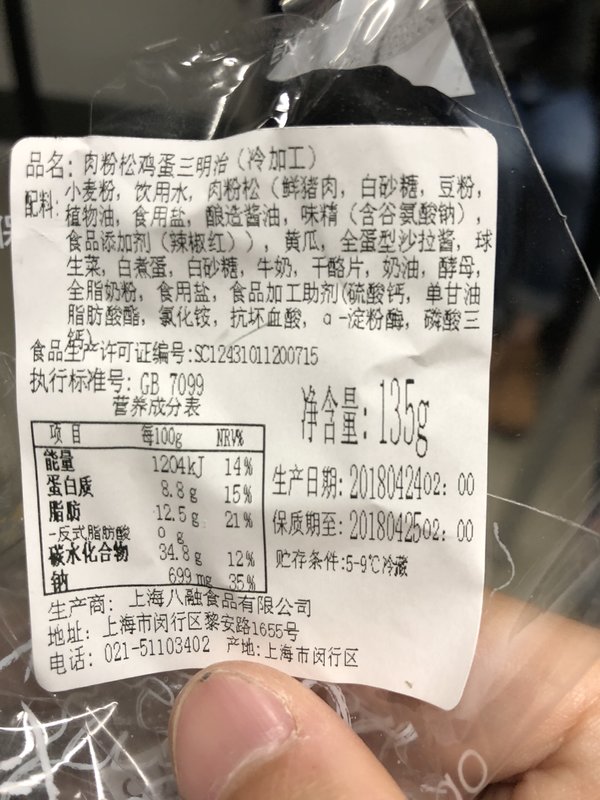 品名：肉粉松鸡蛋三明治（冷加工）
配料：小麦粉，饮用水，肉粉松（鲜猪肉，白砂糖，豆粉，
植物油，食用盐，酿造酱油，味精（含谷氨酸钠），
食品添加剂（辣椒红）），黄瓜，全蛋型沙拉酱，球
生菜，白煮蛋，白砂糖，牛奶，干酪片，奶油，酵母，
全脂奶粉，食用盐，食品加工助剂(硫酸钙，单甘油
脂肪酸酯，氯化铵，抗坏血酸，α-淀粉酶，磷酸三
钙)
食品生产许可证编号:SC12431011200715
执行标准号: GB 7099
营养成分表
项目 每100g NRV%
能量 1204kJ 14%
蛋白质 8.8g 15%
脂肪 12.5g 21%
-反式脂肪酸 0 g
碳水化合物 34.8g 12%
钠 699mg 35%
净含量: 135g
生产日期: 2018042402: 00
保质期至: 2018042502: 00
贮存条件:5-9℃冷藏
生产商: 上海八融食品有限公司
地址: 上海市闵行区黎安路1655号
电话: 021-51103402 产地:上海市闵行区